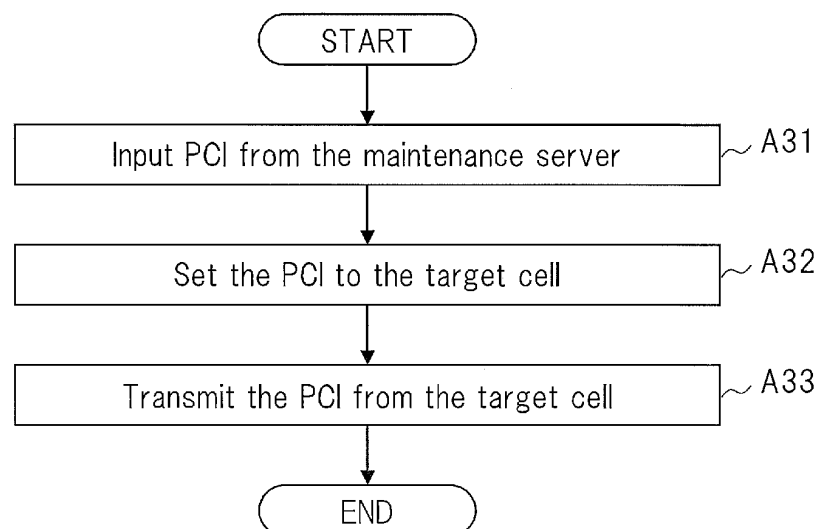 START
Input PCI from the maintenance server
A31
Set the PCI to the target cell
A32
Transmit the PCI from the target cell
A33
END